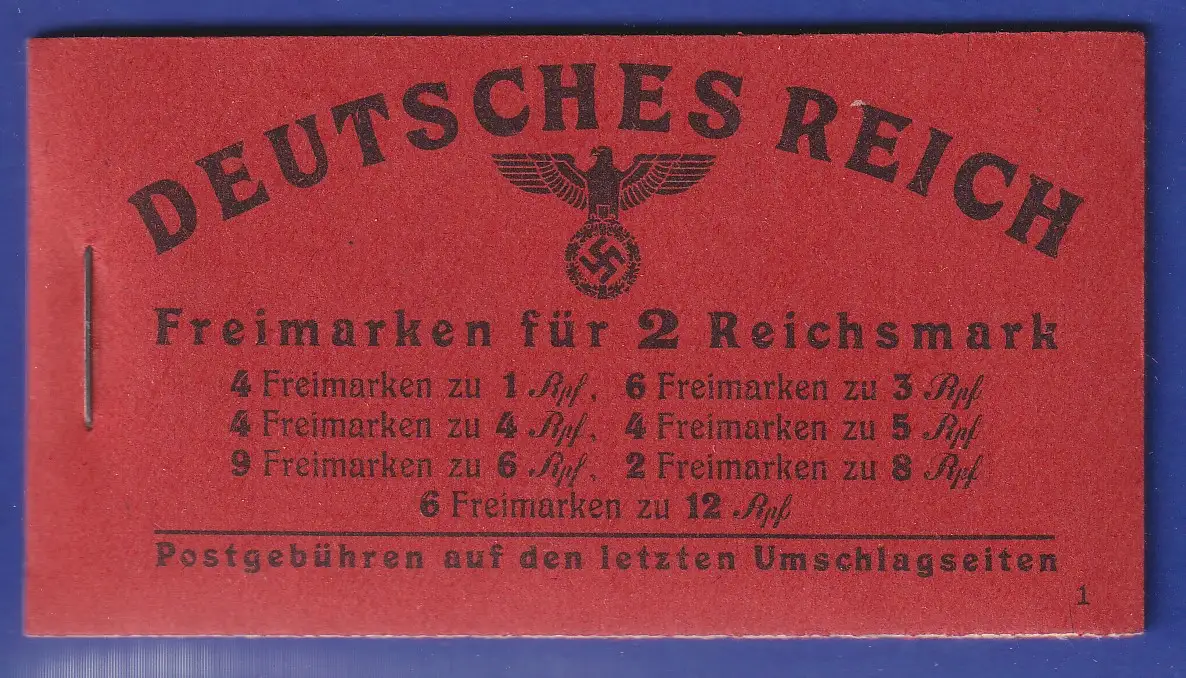 DEUTSCHES REICH
Freimarken für 2 Reichsmark
4 Freimarken zu 1 Rpf, 6 Freimarken zu 3 Rpf
4 Freimarken zu 4 Rpf, 4 Freimarken zu 5 Rpf
9 Freimarken zu 6 Rpf, 2 Freimarken zu 8 Rpf
6 Freimarken zu 12 Rpf
Postgebühren auf den letzten Umschlagseiten
1